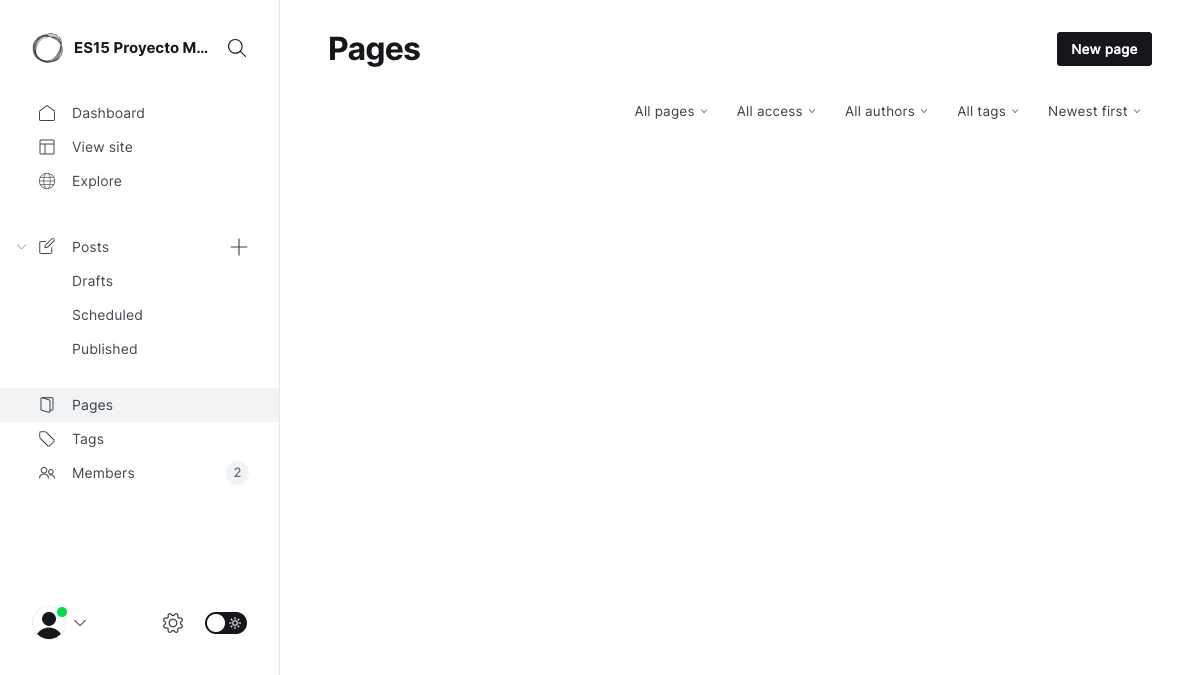 ES15 Proyecto M...
Dashboard
View site
Explore
Posts
Drafts
Scheduled
Published
Pages
Tags
Members 2
Pages
New page
All pages All access All authors All tags Newest first